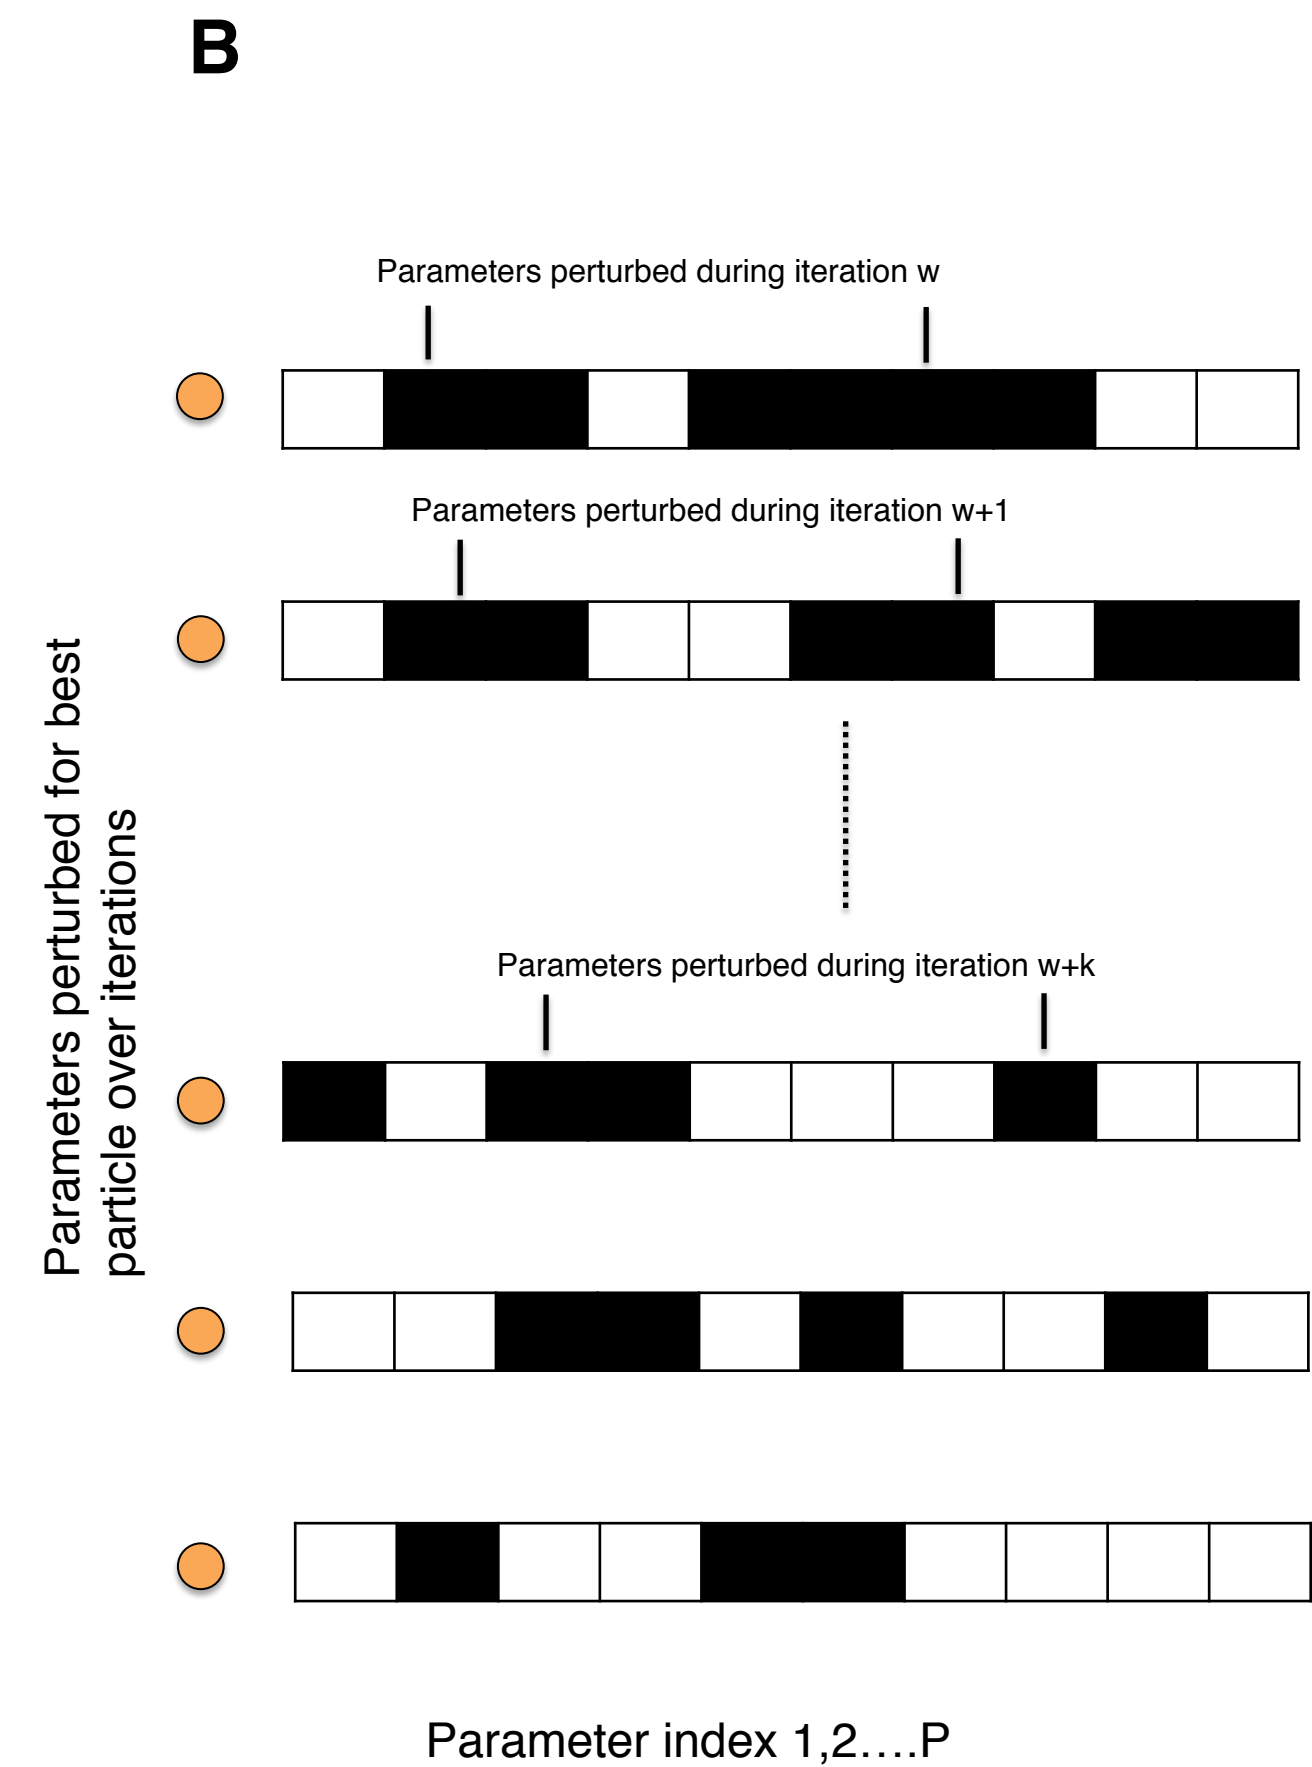 B
Parameters perturbed during iteration w
Parameters perturbed during iteration w+1
Parameters perturbed for best
particle over iterations
Parameters perturbed during iteration w+k
Parameter index 1,2....P